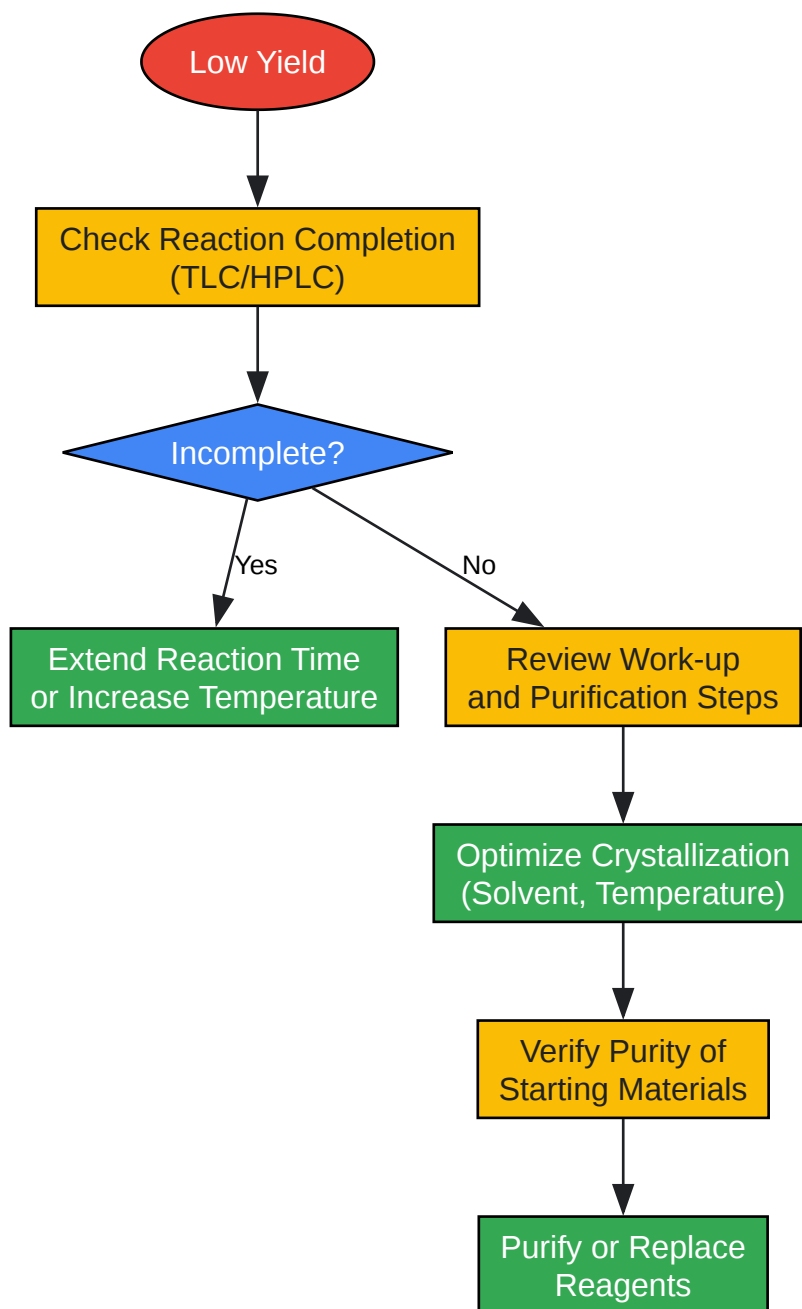 Low Yield
Check Reaction Completion
(TLC/HPLC)
Incomplete?
Yes
No
Extend Reaction Time
or Increase Temperature
Review Work-up
and Purification Steps
Optimize Crystallization
(Solvent, Temperature)
Verify Purity of
Starting Materials
Purify or Replace
Reagents